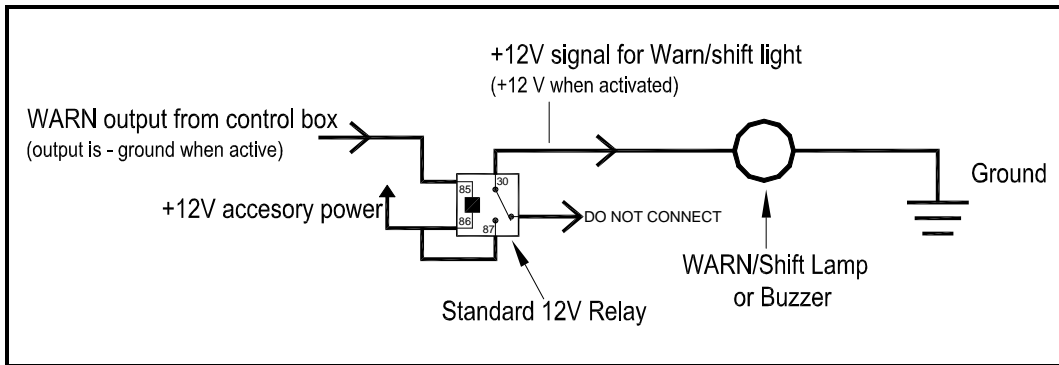 +12V signal for Warn/shift light
(+12 V when activated)
WARN output from control box
(output is - ground when active)
30
85
86
87
+12V accesory power
DO NOT CONNECT
Ground
WARN/Shift Lamp
or Buzzer
Standard 12V Relay